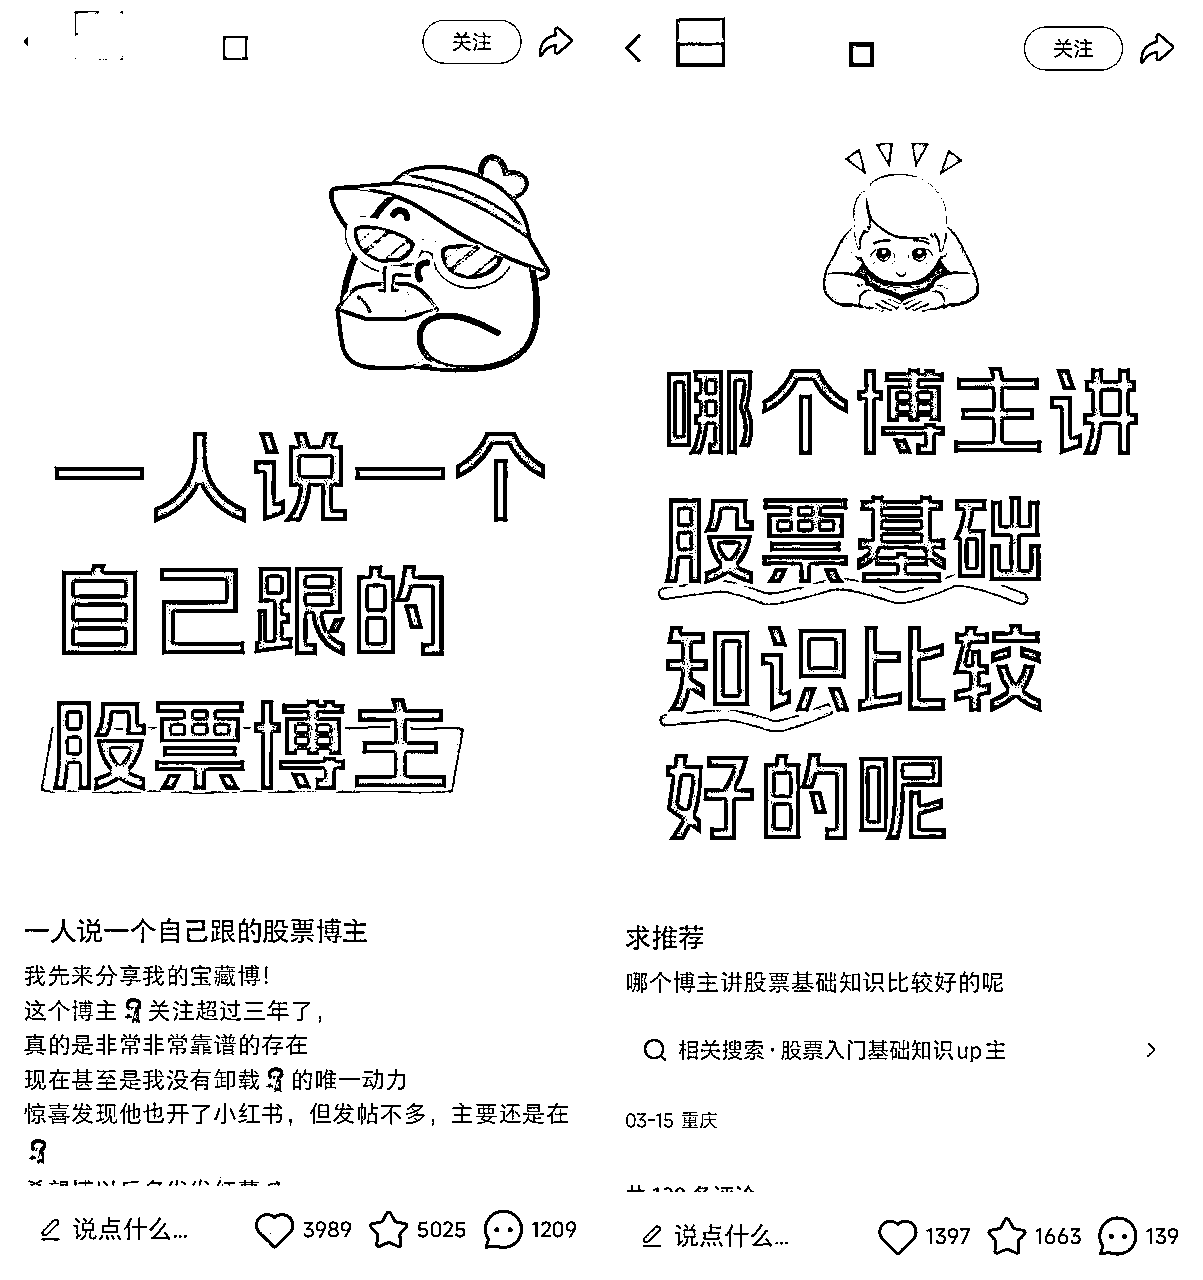 关注
一人说一个
自己跟的
股票博主
一人说一个自己跟的股票博主
我先来分享我的宝藏博!
这个博主 关注超过三年了,
真的是非常非常靠谱的存在
现在甚至是我没有卸载 的唯一动力
惊喜发现他也开了小红书，但发帖不多，主要还是在
说点什么...
3989
5025
1209
关注
哪个博主讲
股票基础
知识比较
好的呢
求推荐
哪个博主讲股票基础知识比较好的呢
相关搜索·股票入门基础知识up主
03-15 重庆
说点什么...
1397
1663
139